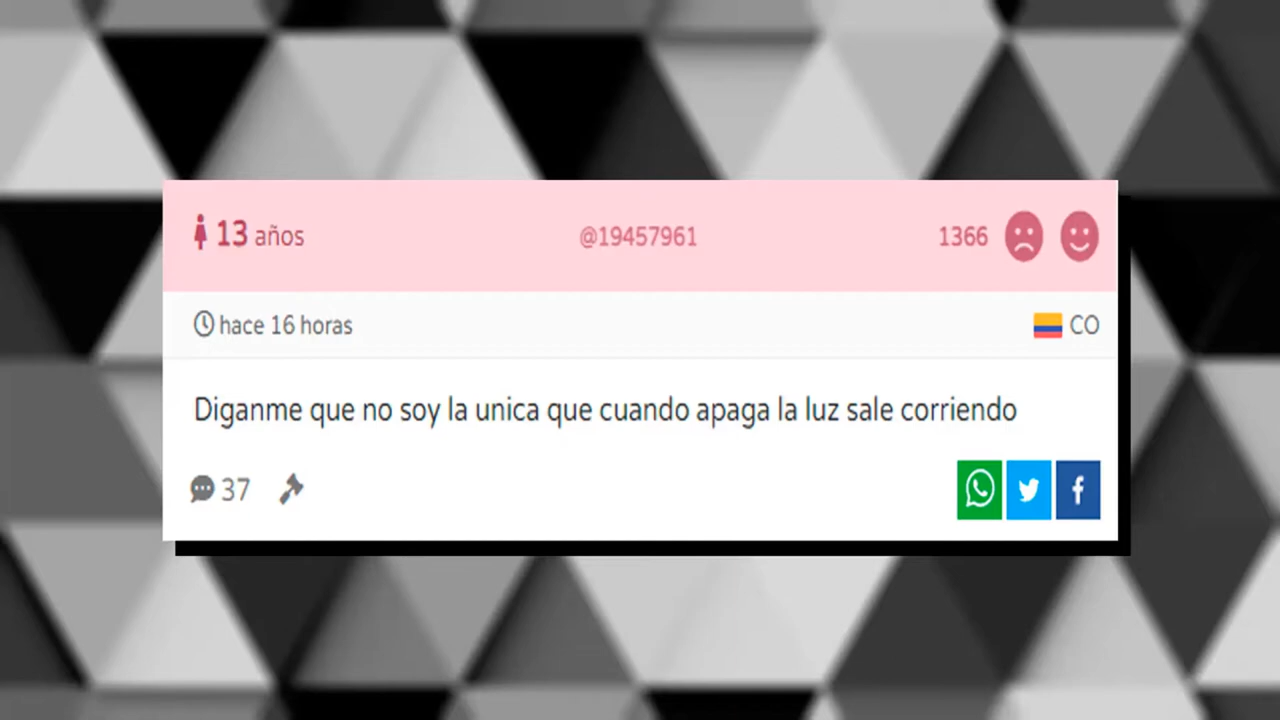 13 años @19457961 1366
hace 16 horas CO
Diganme que no soy la unica que cuando apaga la luz sale corriendo
37